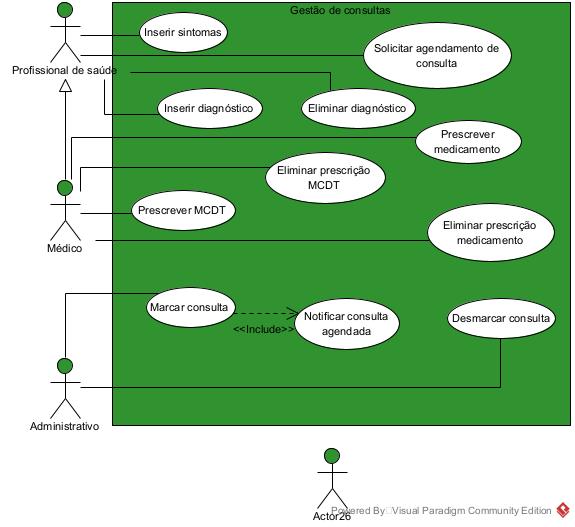 Gestão de consultas
Inserir sintomas
Solicitar agendamento de
consulta
Profissional de saúde
Inserir diagnóstico
Eliminar diagnóstico
Prescrever
medicamento
Eliminar prescrição
MCDT
Prescrever MCDT
Médico
Eliminar prescrição
medicamento
Marcar consulta
<<Include>>
Notificar consulta
agendada
Desmarcar consulta
Administrativo
Actor26
Powered By Visual Paradigm Community Edition